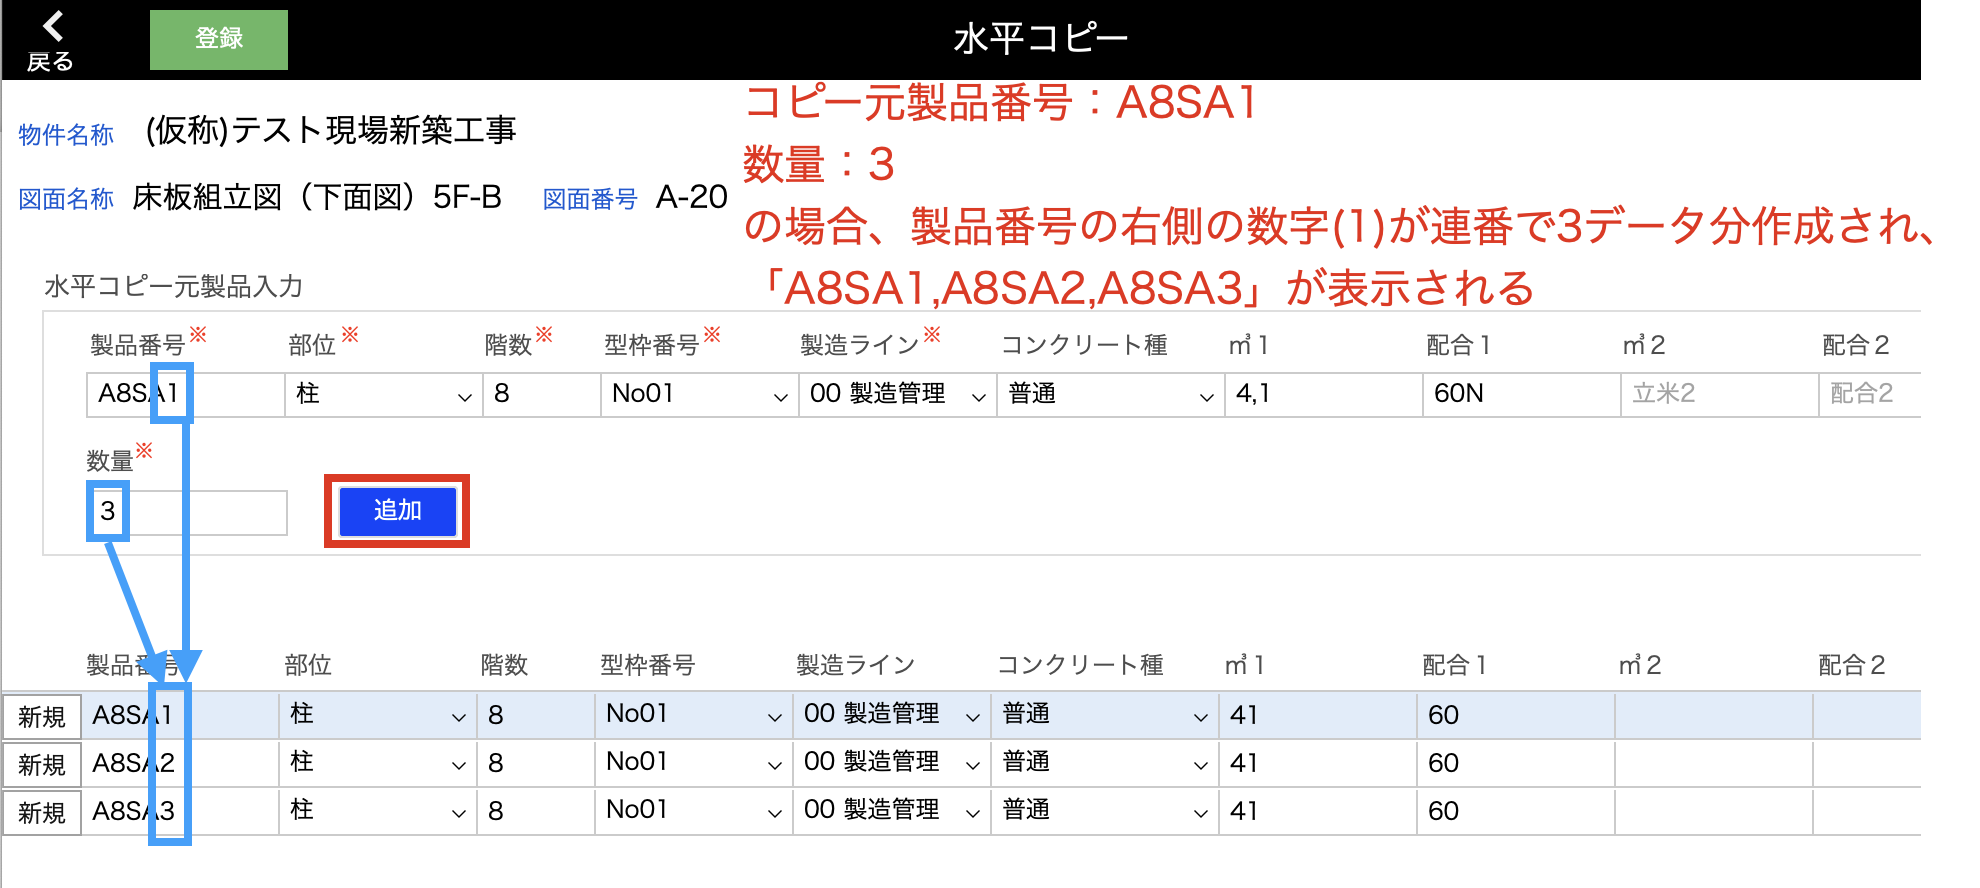 戻る 登録 水平コピー
コピー元製品番号：A8SA1
物件名称 (仮称)テスト現場新築工事
数量：3
図面名称 床板組立図（下面図）5F-B 図面番号 A-20
の場合、製品番号の右側の数字(1)が連番で3データ分作成され、
「A8SA1,A8SA2,A8SA3」が表示される
水平コピー元製品入力
製品番号※ 部位※ 階数※ 型枠番号※ 製造ライン※ コンクリート種 ㎥1 配合1 ㎥2 配合2
A8SA1 柱 8 No01 00 製造管理 普通 4,1 60N 立米2 配合2
数量※
3 追加
製品番号 部位 階数 型枠番号 製造ライン コンクリート種 ㎥1 配合1 ㎥2 配合2
新規 A8SA1 柱 8 No01 00 製造管理 普通 41 60
新規 A8SA2 柱 8 No01 00 製造管理 普通 41 60
新規 A8SA3 柱 8 No01 00 製造管理 普通 41 60